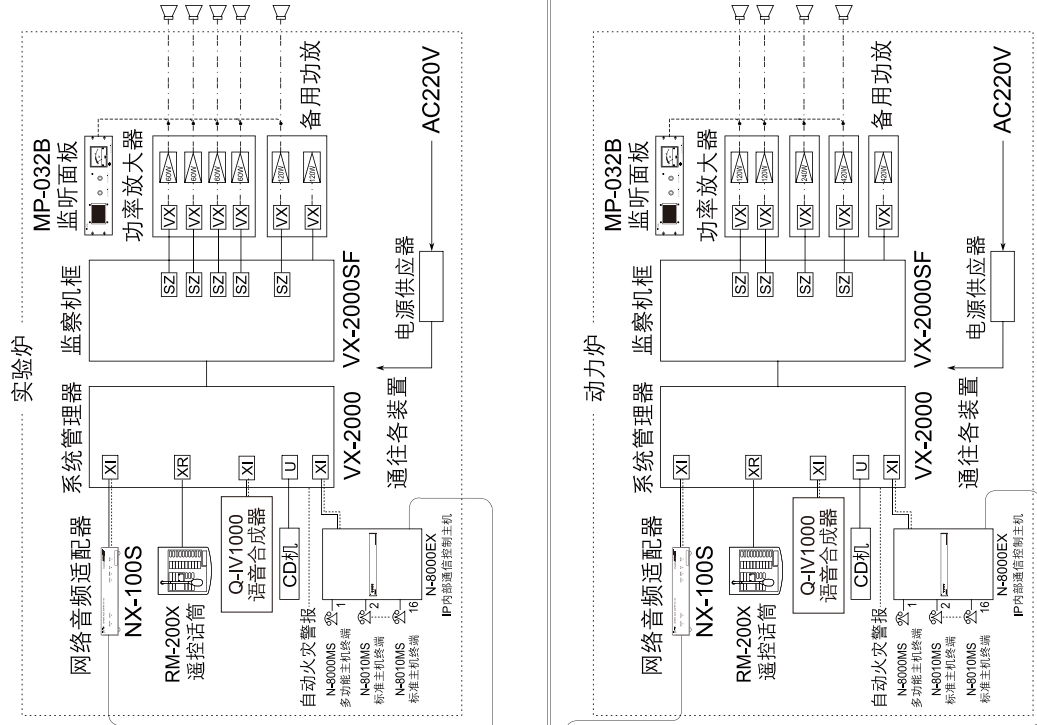 实验炉
网络音频适配器
NX-100S
RM-200X
遥控话筒
Q-IV1000
语音合成器
CD机
自动火灾警报
N-8000MS
多功能主机终端
N-8010MS
标准主机终端
N-8010MS
标准主机终端
1
2
16
N-8000EX
IP内部通信控制主机
系统管理器
XI
XR
XI
U
XI
VX-2000
通往各装置
监察机框
SZ
SZ
SZ
SZ
SZ
VX-2000SF
电源供应器
AC220V
MP-032B
监听面板
功率放大器
VX
VX
VX
VX
VX
VX
60W
60W
60W
60W
120W
120W
备用功放
动力炉
网络音频适配器
NX-100S
RM-200X
遥控话筒
Q-IV1000
语音合成器
CD机
自动火灾警报
N-8000MS
多功能主机终端
N-8010MS
标准主机终端
N-8010MS
标准主机终端
1
2
16
N-8000EX
IP内部通信控制主机
系统管理器
XI
XR
XI
U
XI
VX-2000
通往各装置
监察机框
SZ
SZ
SZ
SZ
VX-2000SF
电源供应器
AC220V
MP-032B
监听面板
功率放大器
VX
VX
VX
VX
VX
120W
120W
240W
420W
420W
备用功放